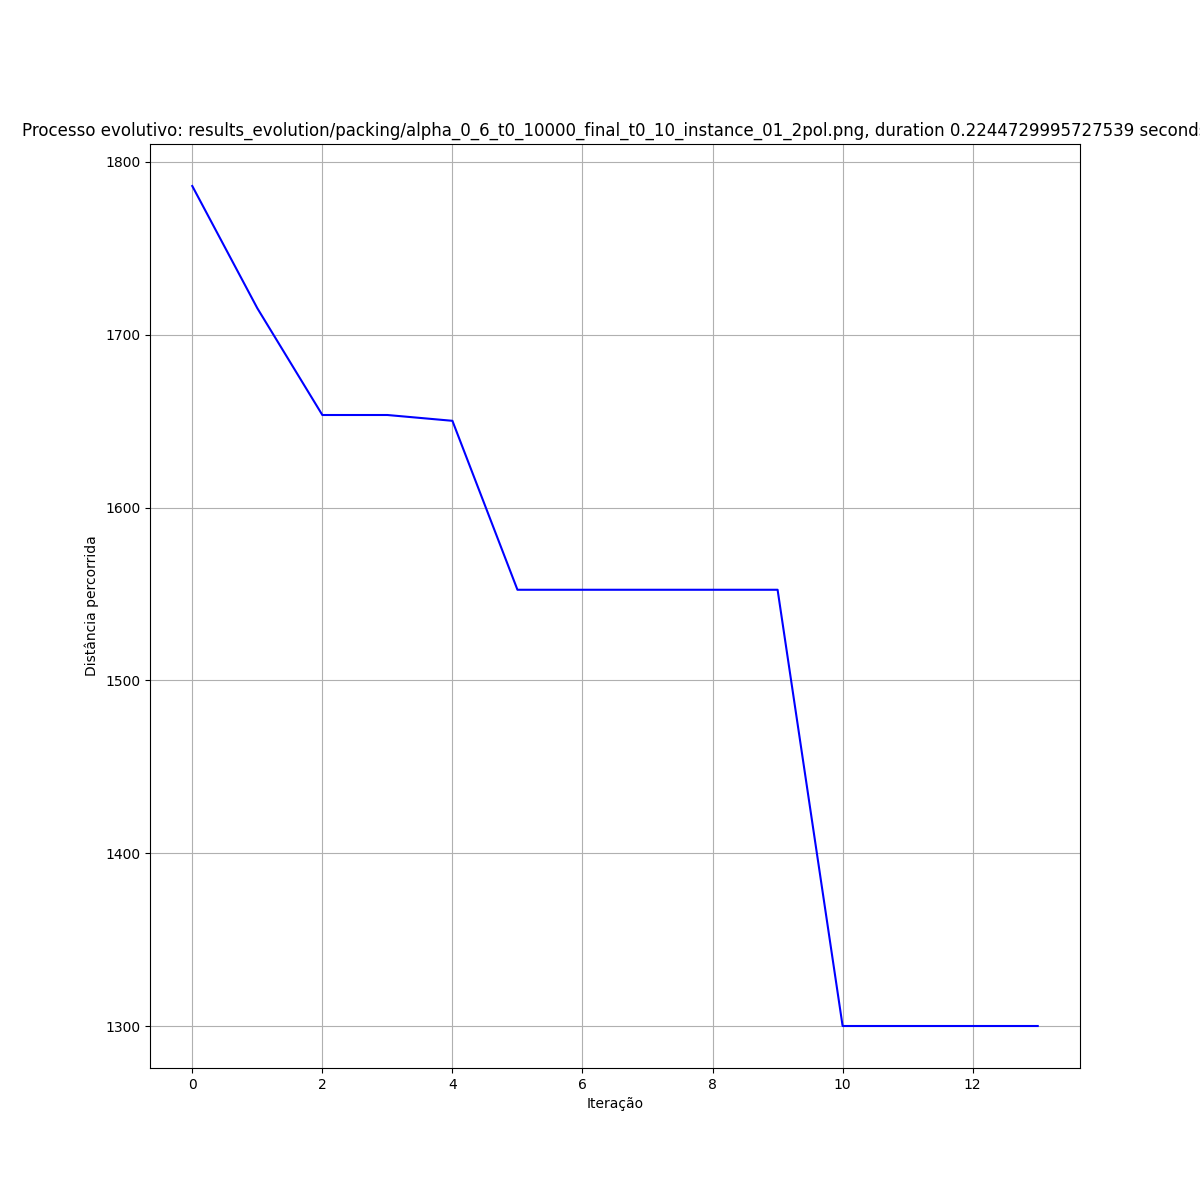 Processo evolutivo: results_evolution/packing/alpha_0_6_t0_10000_final_t0_10_instance_01_2pol.png, duration 0.2244729995727539 seconds
1800
1700
1600
1500
1400
1300
Distância percorrida
0 2 4 6 8 10 12
Iteração